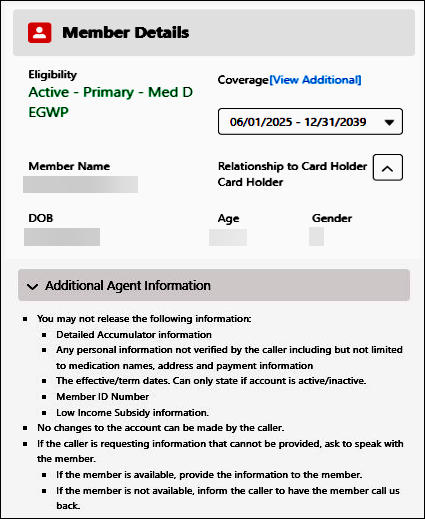 Member Details
Eligibility
Active - Primary - Med D
EGWP
Coverage[View Additional]
06/01/2025 - 12/31/2039
Member Name
Relationship to Card Holder
Card Holder
DOB
Age
Gender
Additional Agent Information
You may not release the following information:
Detailed Accumulator information
Any personal information not verified by the caller including but not limited
to medication names, address and payment information
The effective/term dates. Can only state if account is active/inactive.
Member ID Number
Low Income Subsidy information.
No changes to the account can be made by the caller.
If the caller is requesting information that cannot be provided, ask to speak with
the member.
If the member is available, provide the information to the member.
If the member is not available, inform the caller to have the member call us
back.